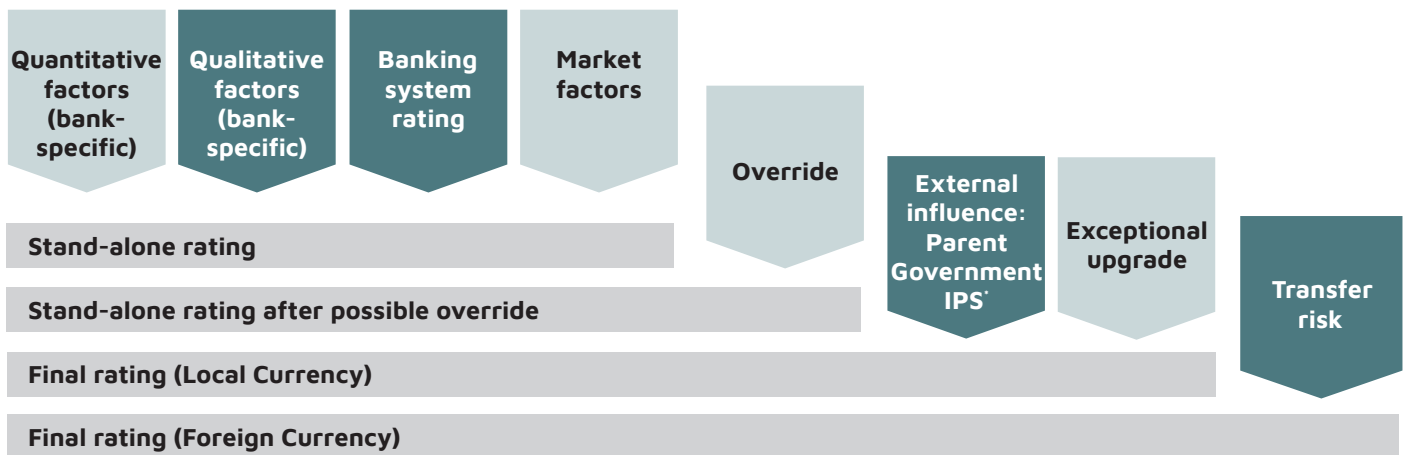 Quantitative
factors
(bank-
specific)
Qualitative
factors
(bank-
specific)
Banking
system
rating
Market
factors
Override
External
influence:
Parent
Government
IPS*
Exceptional
upgrade
Transfer
risk
Stand-alone rating
Stand-alone rating after possible override
Final rating (Local Currency)
Final rating (Foreign Currency)